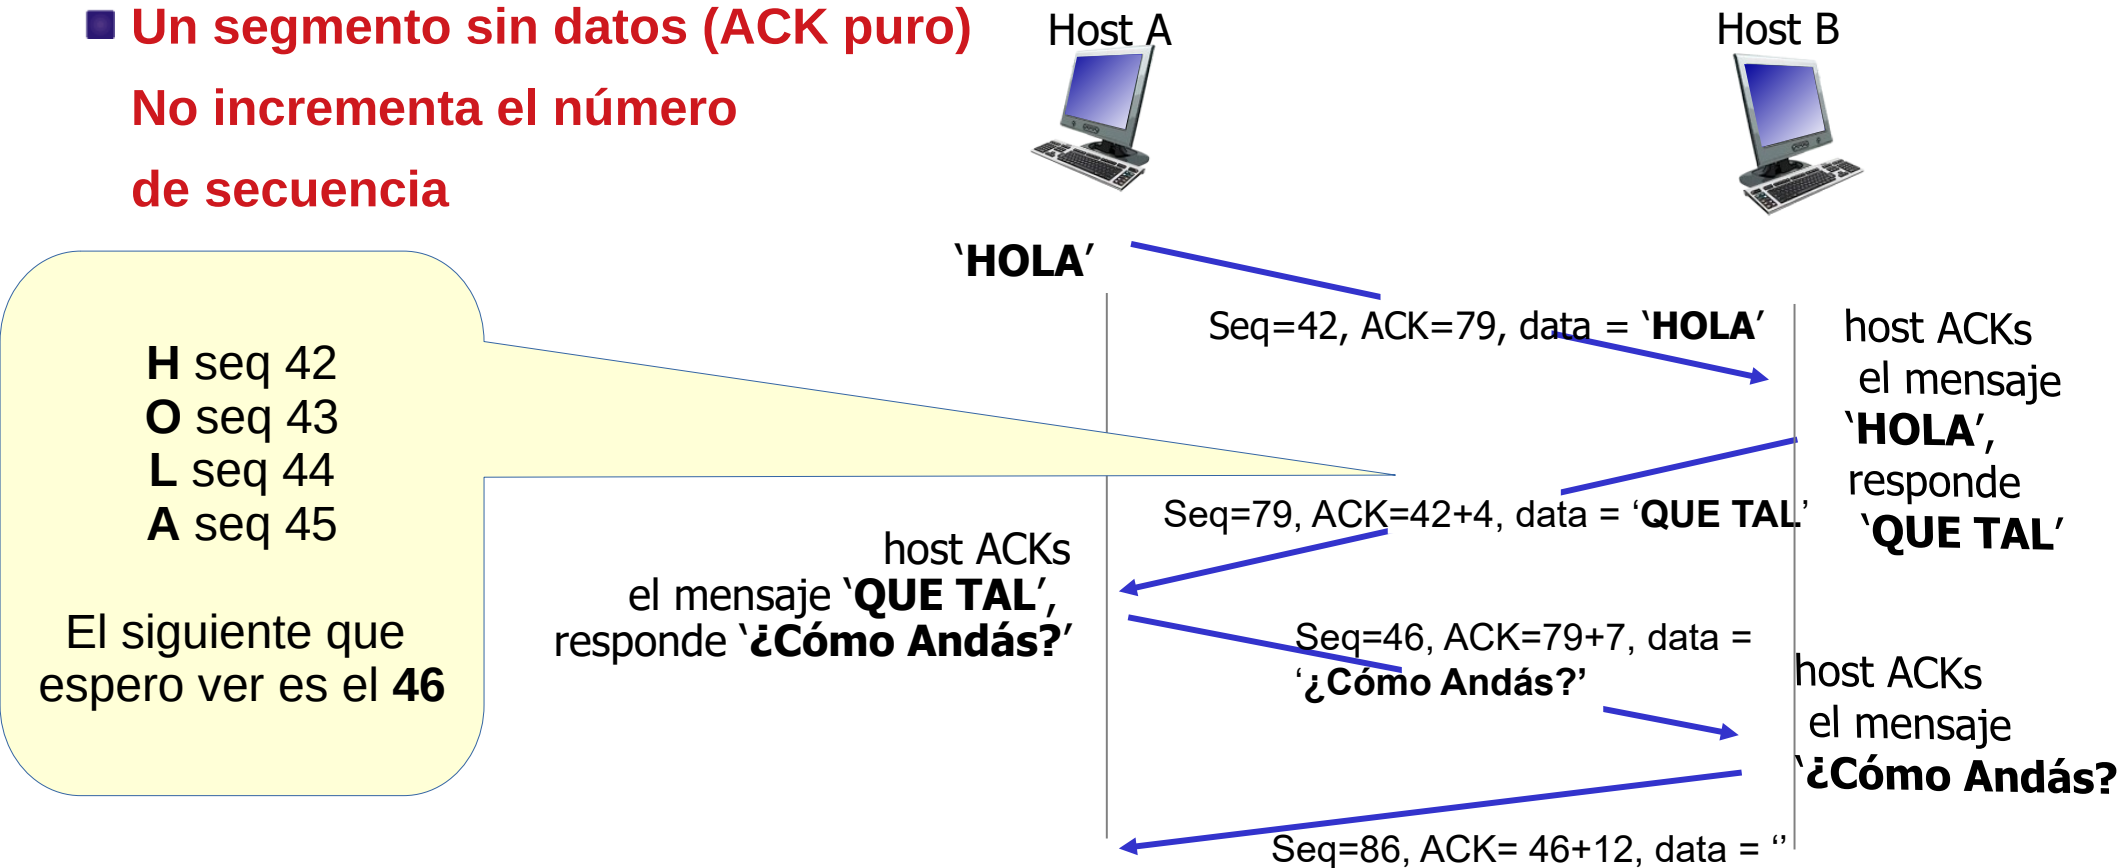 Un segmento sin datos (ACK puro)
No incrementa el número
de secuencia
Host A
Host B
H seq 42
O seq 43
L seq 44
A seq 45
El siguiente que
espero ver es el 46
‘HOLA’
Seq=42, ACK=79, data = ‘HOLA’
host ACKs
el mensaje
‘HOLA’,
responde
‘QUE TAL’
Seq=79, ACK=42+4, data = ‘QUE TAL’
host ACKs
el mensaje ‘QUE TAL’,
responde ‘¿Cómo Andás?’
Seq=46, ACK=79+7, data =
‘¿Cómo Andás?’
host ACKs
el mensaje
‘¿Cómo Andás?
Seq=86, ACK= 46+12, data = ‘’